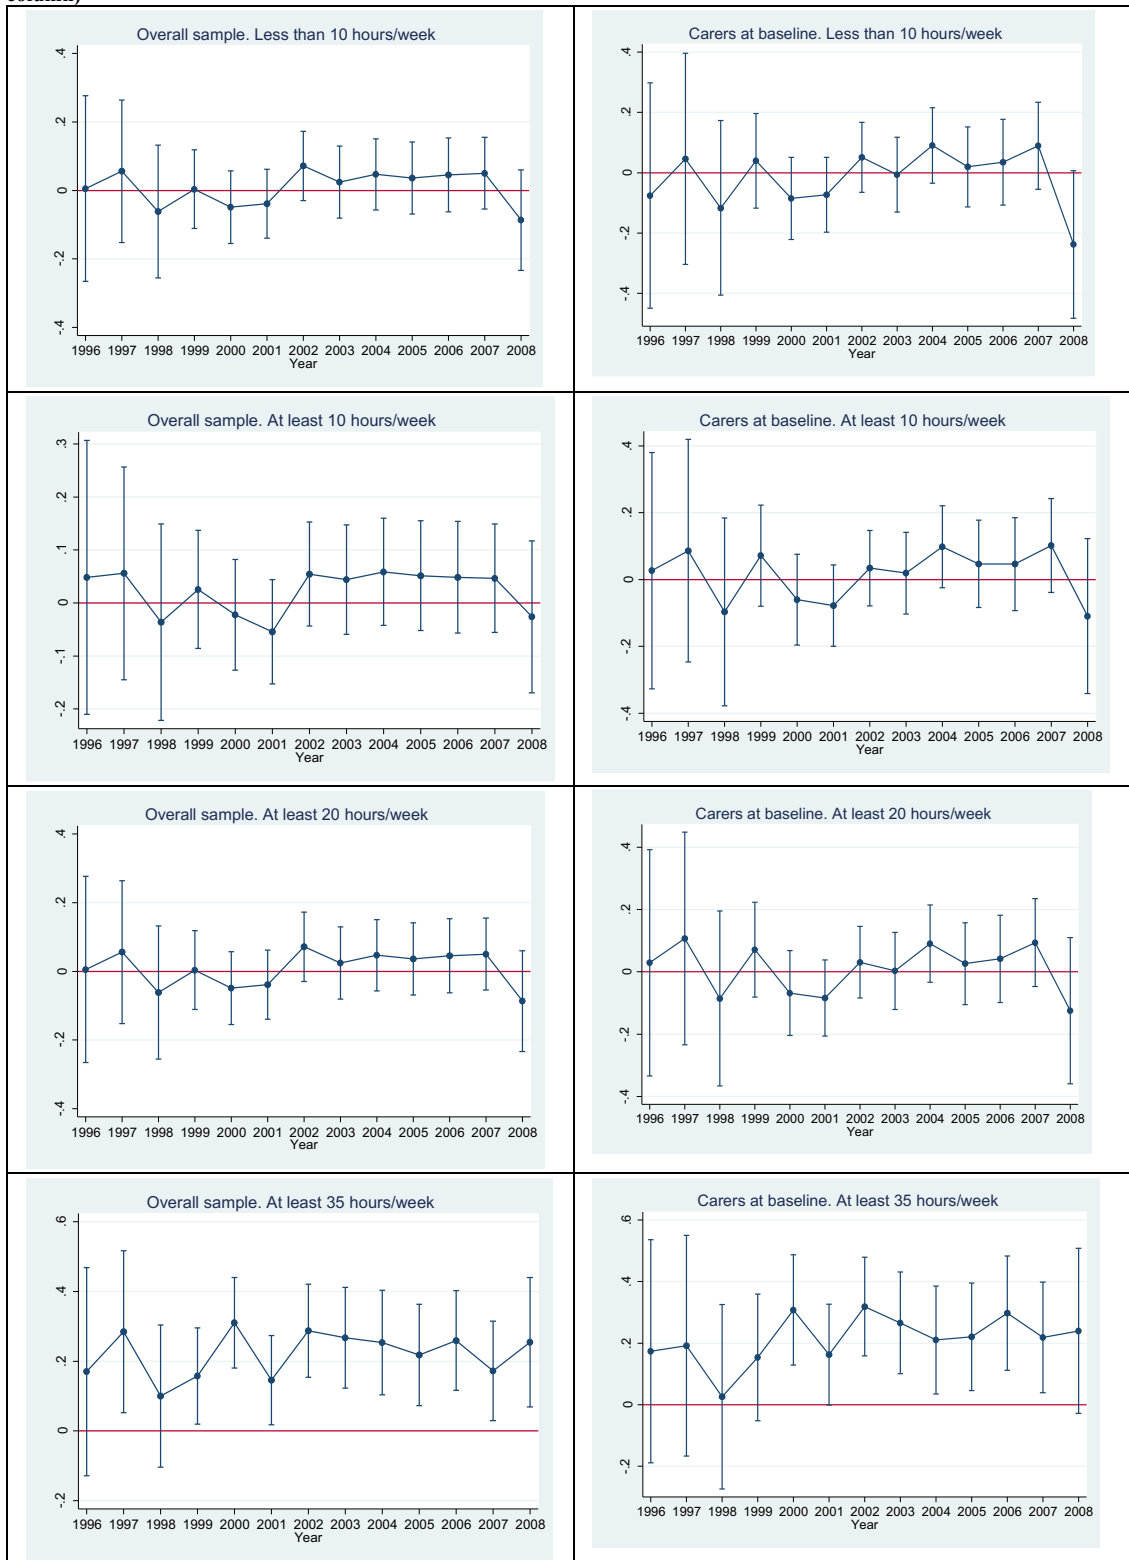 Overall sample. Less than 10 hours/week
.4
.2
0
-.2
-.4
1996 1997 1998 1999 2000 2001 2002 2003 2004 2005 2006 2007 2008
Year
Carers at baseline. Less than 10 hours/week
.4
.2
0
-.2
-.4
1996 1997 1998 1999 2000 2001 2002 2003 2004 2005 2006 2007 2008
Year
Overall sample. At least 10 hours/week
.3
.2
.1
0
-.1
-.2
1996 1997 1998 1999 2000 2001 2002 2003 2004 2005 2006 2007 2008
Year
Carers at baseline. At least 10 hours/week
.4
.2
0
-.2
-.4
1996 1997 1998 1999 2000 2001 2002 2003 2004 2005 2006 2007 2008
Year
Overall sample. At least 20 hours/week
.4
.2
0
-.2
-.4
1996 1997 1998 1999 2000 2001 2002 2003 2004 2005 2006 2007 2008
Year
Carers at baseline. At least 20 hours/week
.4
.2
0
-.2
-.4
1996 1997 1998 1999 2000 2001 2002 2003 2004 2005 2006 2007 2008
Year
Overall sample. At least 35 hours/week
.6
.4
.2
0
-.2
1996 1997 1998 1999 2000 2001 2002 2003 2004 2005 2006 2007 2008
Year
Carers at baseline. At least 35 hours/week
.6
.4
.2
0
-.2
1996 1997 1998 1999 2000 2001 2002 2003 2004 2005 2006 2007 2008
Year